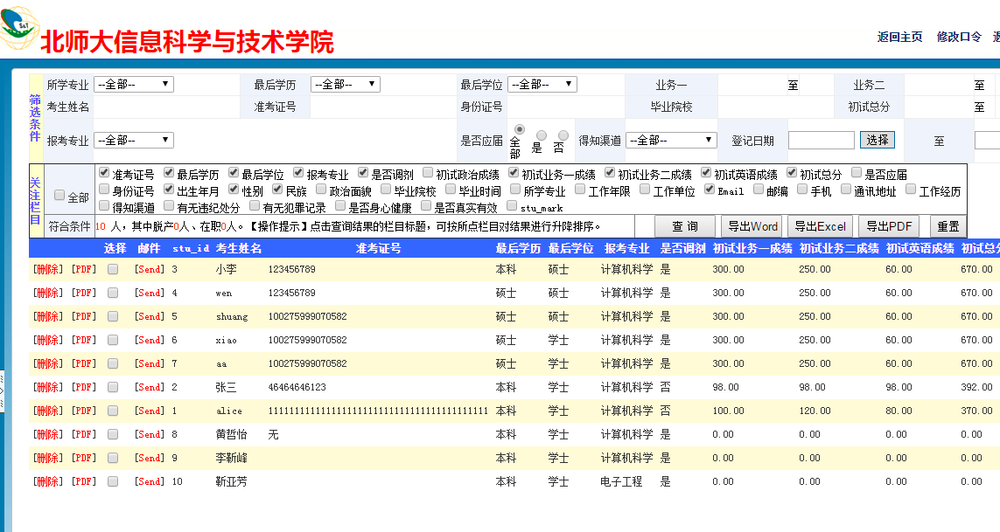 北师大信息科学与技术学院
返回主页 修改口令
筛选条件
所学专业 --全部-- 最后学历 --全部-- 最后学位 --全部-- 业务一 至 业务二 至
考生姓名 准考证号 身份证号 毕业院校 初试总分 至
报考专业 --全部-- 是否应届 全部 是 否 得知渠道 --全部-- 登记日期 选择 至
关注栏目
全部
准考证号 最后学历 最后学位 报考专业 是否调剂 初试政治成绩 初试业务一成绩 初试业务二成绩 初试英语成绩 初试总分 是否应届
身份证号 出生年月 性别 民族 政治面貌 毕业院校 毕业时间 所学专业 工作年限 工作单位 Email 邮编 手机 通讯地址 工作经历
得知渠道 有无违纪处分 有无犯罪记录 是否身心健康 是否真实有效 stu_mark
符合条件 10 人，其中脱产0人、在职0人。【操作提示】点击查询结果的栏目标题，可按所点栏目对结果进行升降排序。 查 询 导出Word 导出Excel 导出PDF 重置
选择 邮件 stu_id 考生姓名 准考证号 最后学历 最后学位 报考专业 是否调剂 初试业务一成绩 初试业务二成绩 初试英语成绩 初试总分
[删除] [PDF] [Send] 3 小李 123456789 本科 硕士 计算机科学 是 300.00 250.00 60.00 670.00
[删除] [PDF] [Send] 4 wen 123456789 硕士 硕士 计算机科学 是 300.00 250.00 60.00 670.00
[删除] [PDF] [Send] 5 shuang 100275999070582 硕士 硕士 计算机科学 是 300.00 250.00 60.00 670.00
[删除] [PDF] [Send] 6 xiao 100275999070582 硕士 学士 计算机科学 是 300.00 250.00 60.00 670.00
[删除] [PDF] [Send] 7 aa 100275999070582 硕士 学士 计算机科学 是 300.00 250.00 60.00 670.00
[删除] [PDF] [Send] 2 张三 46464646123 本科 学士 计算机科学 否 98.00 98.00 98.00 392.00
[删除] [PDF] [Send] 1 alice 111111111111111111111111111111111111111111 本科 学士 计算机科学 否 100.00 120.00 80.00 370.00
[删除] [PDF] [Send] 8 黄哲怡 无 本科 学士 计算机科学 是 0.00 0.00 0.00 0.00
[删除] [PDF] [Send] 9 李靳峰 本科 学士 计算机科学 是 0.00 0.00 0.00 0.00
[删除] [PDF] [Send] 10 靳亚芳 本科 学士 电子工程 是 0.00 0.00 0.00 0.00